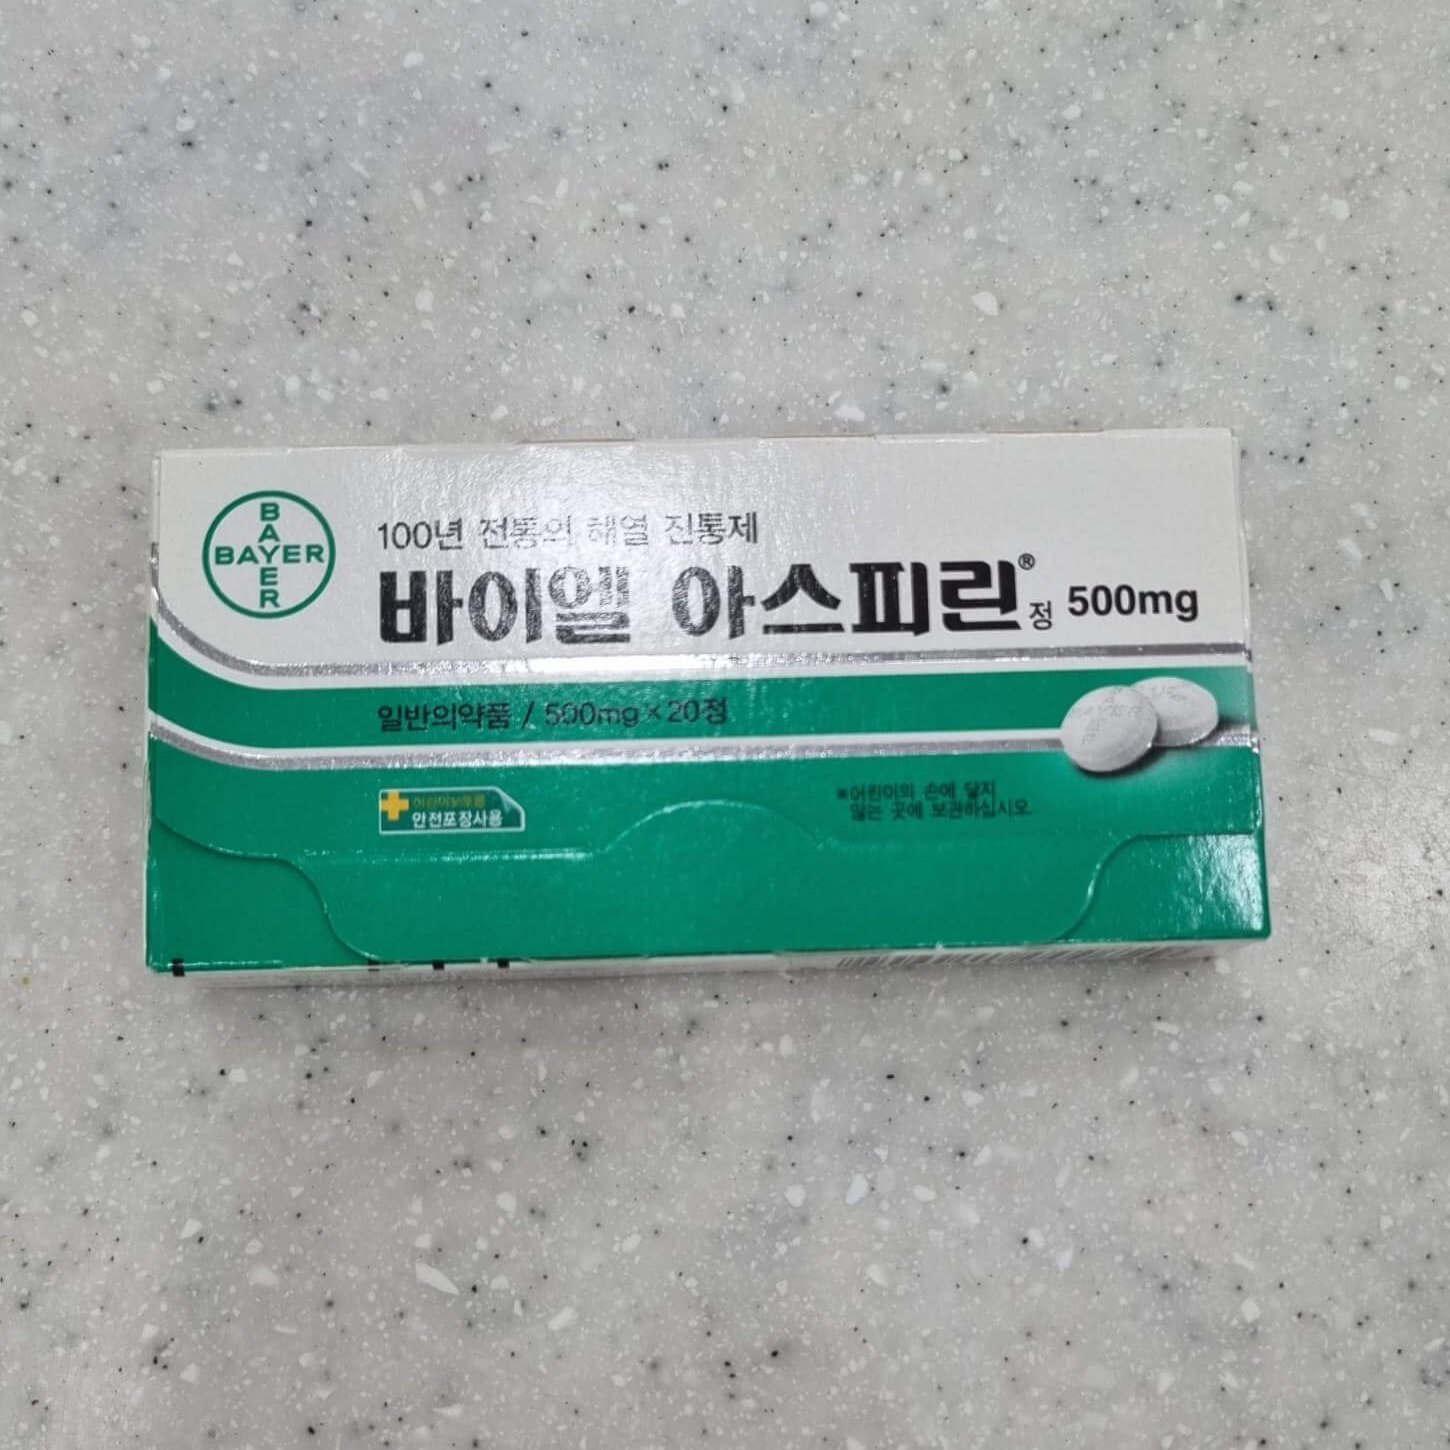 BAYER
BAYER
100년 전통의 해열 진통제
바이엘 아스피린® 정 500mg
일반의약품 / 500mg×20정
어린이보호용
안전포장사용
※어린이의 손에 닿지
않는 곳에 보관하십시오.